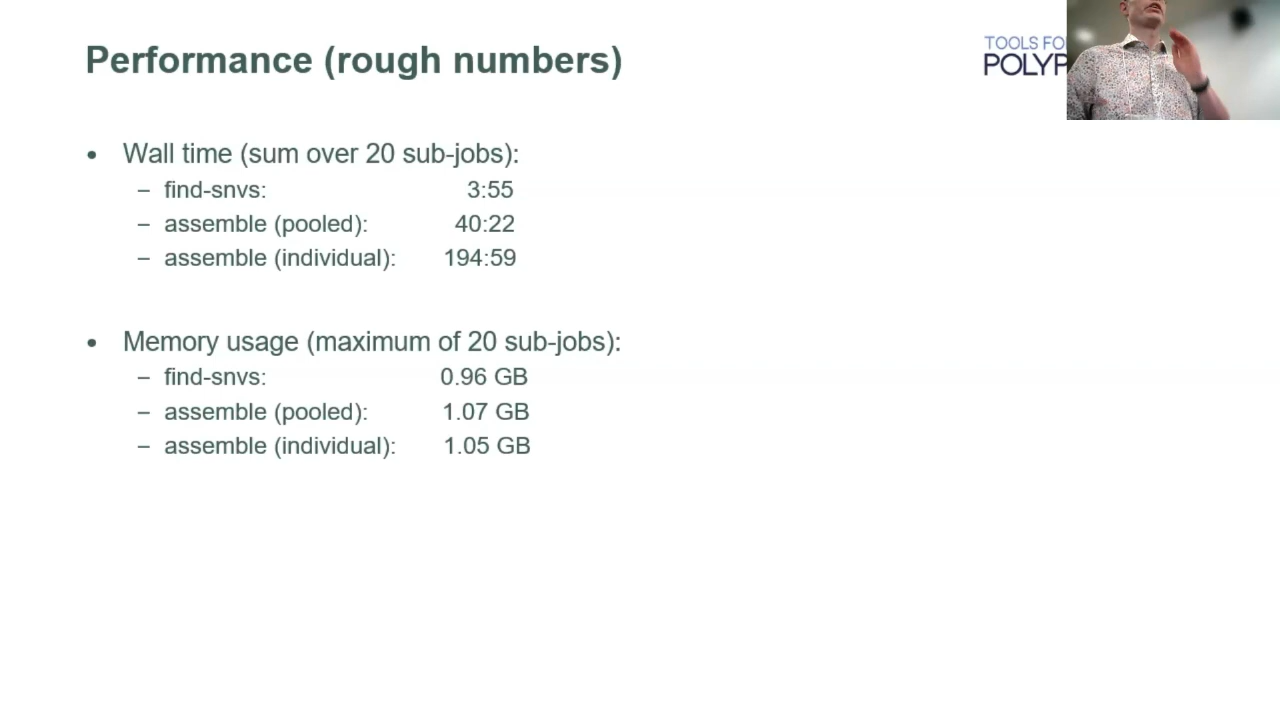 Performance (rough numbers)
TOOLS FO
POLYP
• Wall time (sum over 20 sub-jobs):
– find-snvs: 3:55
– assemble (pooled): 40:22
– assemble (individual): 194:59
• Memory usage (maximum of 20 sub-jobs):
– find-snvs: 0.96 GB
– assemble (pooled): 1.07 GB
– assemble (individual): 1.05 GB